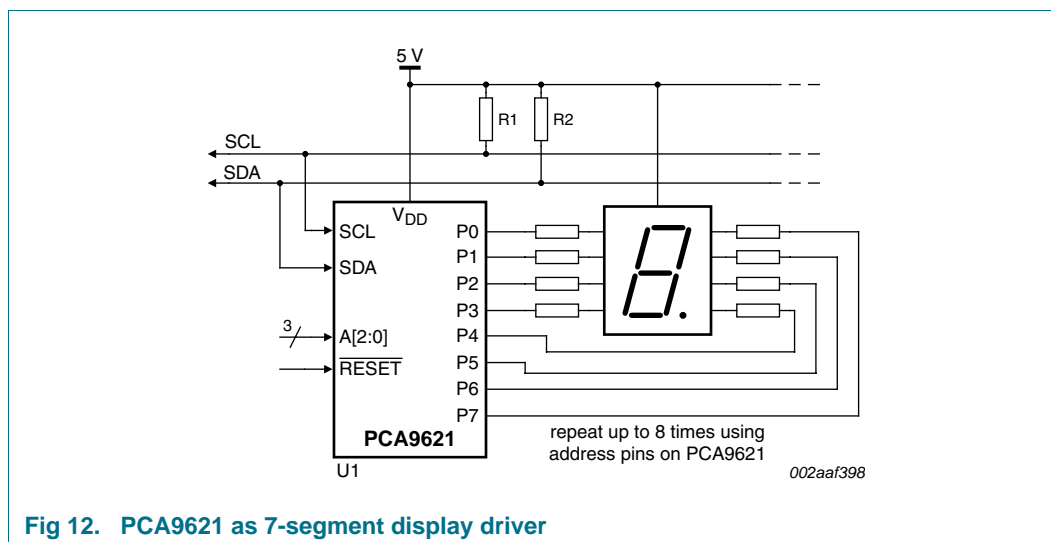 5 V
R1
R2
SCL
SDA
VDD
SCL
SDA
3
A[2:0]
RESET
P0
P1
P2
P3
P4
P5
P6
P7
PCA9621
U1
repeat up to 8 times using
address pins on PCA9621
002aaf398
Fig 12. PCA9621 as 7-segment display driver